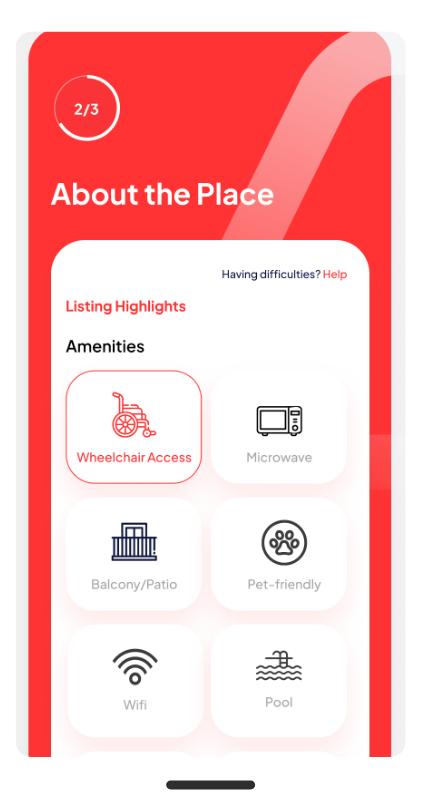 2/3
About the Place
Having difficulties? Help
Listing Highlights
Amenities
Wheelchair Access
Microwave
Balcony/Patio
Pet-friendly
Wifi
Pool